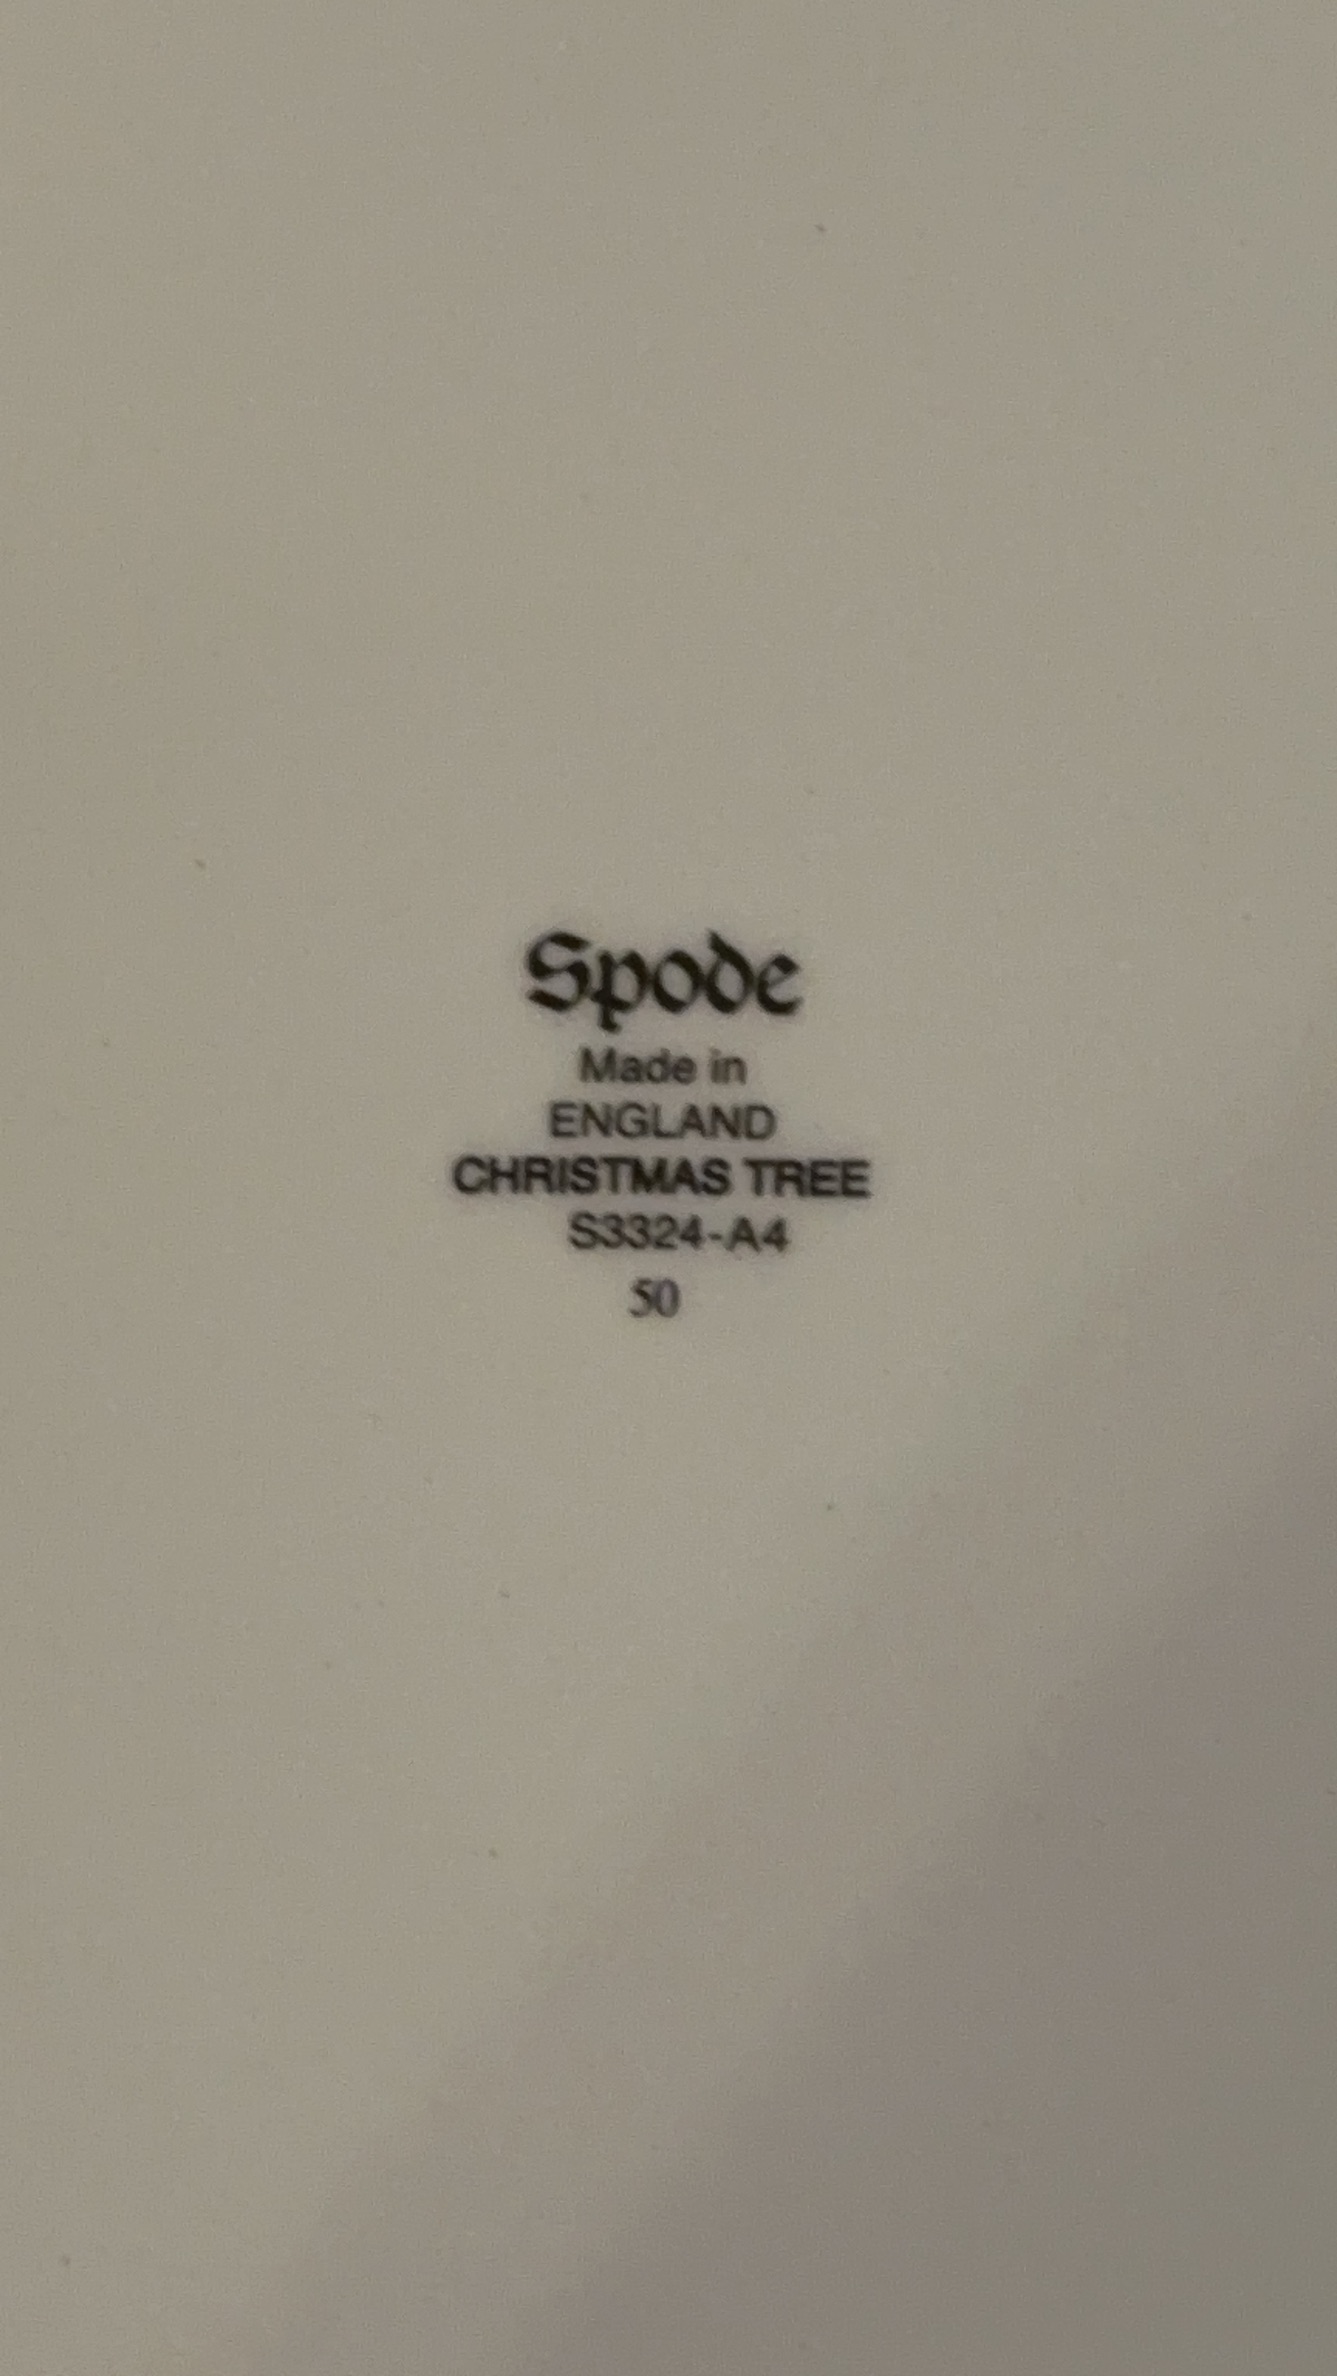 Spode
Made in
ENGLAND
CHRISTMAS TREE
S3324-A4
50